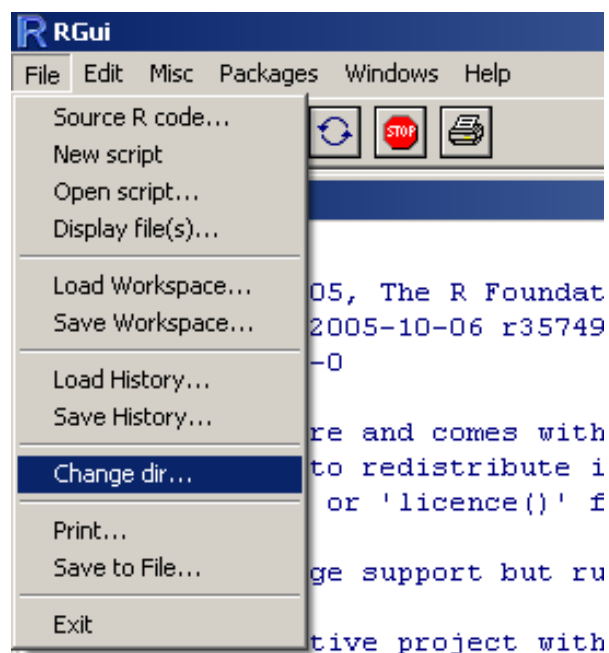 RGui
File Edit Misc Packages Windows Help
STOP
Source R code...
New script
Open script...
Display file(s)...
Load Workspace...
Save Workspace...
Load History...
Save History...
Change dir...
Print...
Save to File...
Exit
05, The R Foundat
2005-10-06 r35749
-0
re and comes with
to redistribute i
or 'licence()' f
ge support but ru
tive project with